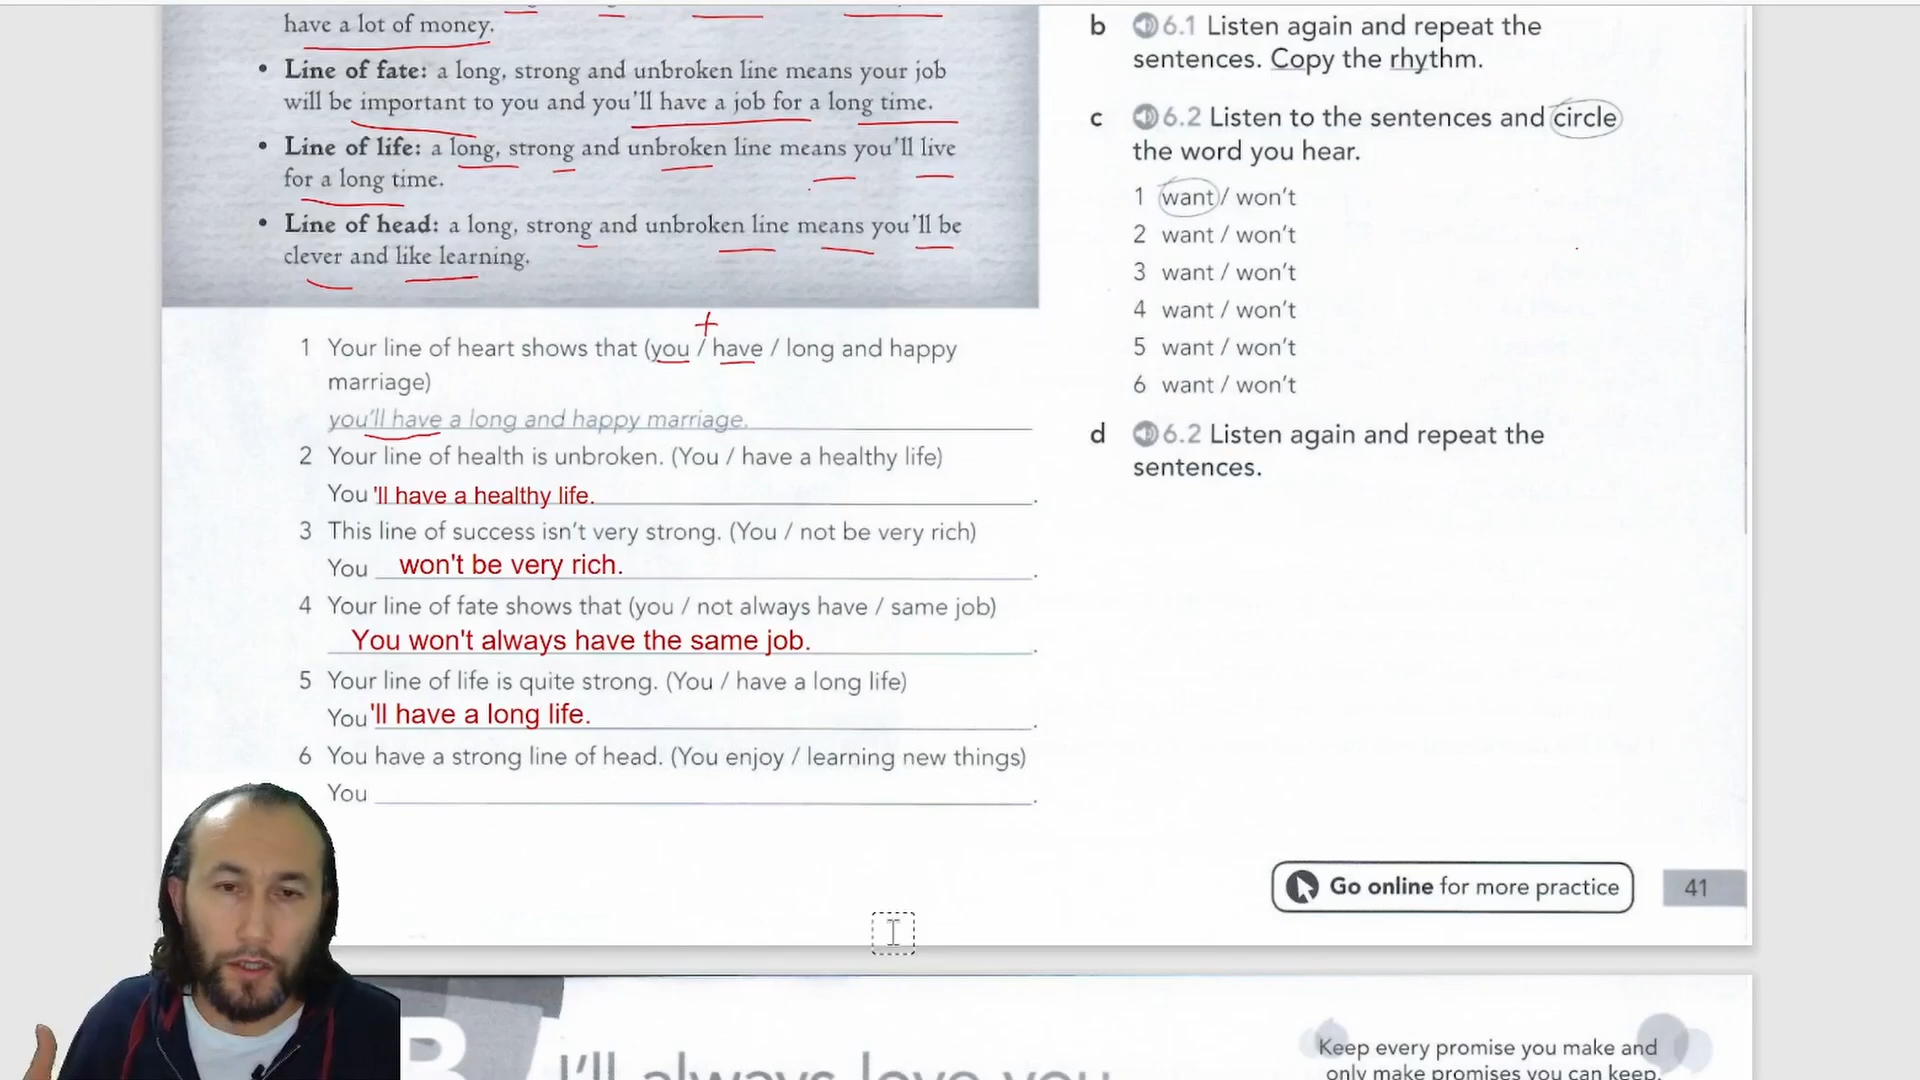 have a lot of money.
• Line of fate: a long, strong and unbroken line means your job
will be important to you and you'll have a job for a long time.
• Line of life: a long, strong and unbroken line means you'll live
for a long time.
• Line of head: a long, strong and unbroken line means you'll be
clever and like learning.
+
1 Your line of heart shows that (you / have / long and happy
marriage)
you'll have a long and happy marriage.
2 Your line of health is unbroken. (You / have a healthy life)
You 'll have a healthy life. .
3 This line of success isn't very strong. (You / not be very rich)
You won't be very rich. .
4 Your line of fate shows that (you / not always have / same job)
You won't always have the same job. .
5 Your line of life is quite strong. (You / have a long life)
You 'll have a long life. .
6 You have a strong line of head. (You enjoy / learning new things)
You .
b 6.1 Listen again and repeat the
sentences. Copy the rhythm.
c 6.2 Listen to the sentences and circle
the word you hear.
1 want / won't
2 want / won't
3 want / won't
4 want / won't
5 want / won't
6 want / won't
d 6.2 Listen again and repeat the
sentences.
Go online for more practice
41
B
I'll always love you
Keep every promise you make and
only make promises you can keep.